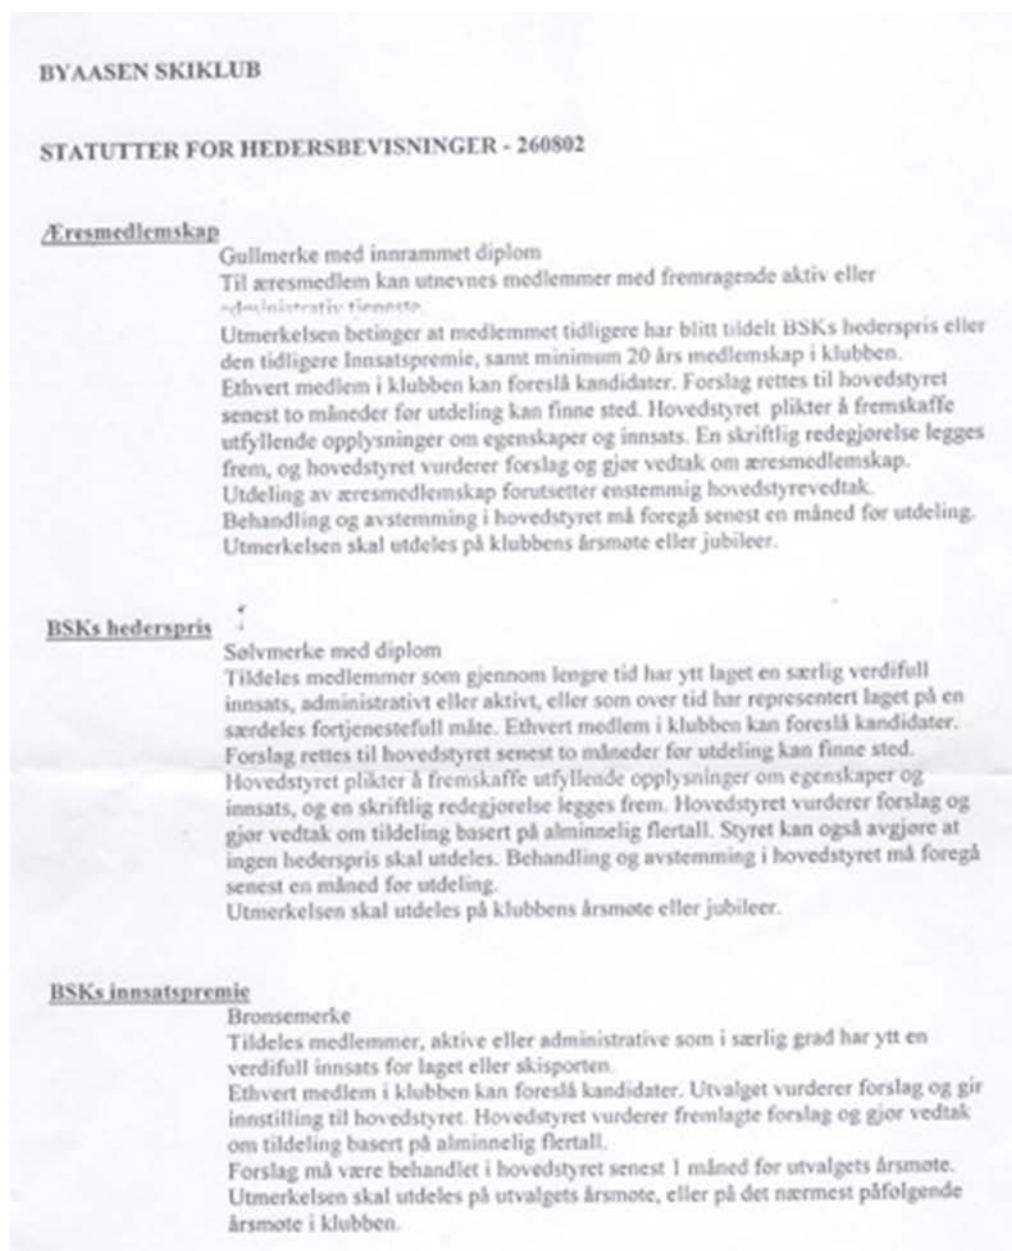 BYAASEN SKIKLUB
STATUTTER FOR HEDERSBEVISNINGER - 260802
Æresmedlemskap
Gullmerke med innrammet diplom
Til æresmedlem kan utnevnes medlemmer med fremragende aktiv eller
administrativ tjeneste.
Utmerkelsen betinger at medlemmet tidligere har blitt tildelt BSKs hederspris eller
den tidligere Innsatspremie, samt minimum 20 års medlemskap i klubben.
Ethvert medlem i klubben kan foreslå kandidater. Forslag rettes til hovedstyret
senest to måneder før utdeling kan finne sted. Hovedstyret plikter å fremskaffe
utfyllende opplysninger om egenskaper og innsats. En skriftlig redegjørelse legges
frem, og hovedstyret vurderer forslag og gjør vedtak om æresmedlemskap.
Utdeling av æresmedlemskap forutsetter enstemmig hovedstyrevedtak.
Behandling og avstemming i hovedstyret må foregå senest en måned før utdeling.
Utmerkelsen skal utdeles på klubbens årsmøte eller jubileer.
BSKs hederspris
Sølvmerke med diplom
Tildeles medlemmer som gjennom lengre tid har ytt laget en særlig verdifull
innsats, administrativt eller aktivt, eller som over tid har representert laget på en
særdeles fortjenestefull måte. Ethvert medlem i klubben kan foreslå kandidater.
Forslag rettes til hovedstyret senest to måneder før utdeling kan finne sted.
Hovedstyret plikter å fremskaffe utfyllende opplysninger om egenskaper og
innsats, og en skriftlig redegjørelse legges frem. Hovedstyret vurderer forslag og
gjør vedtak om tildeling basert på alminnelig flertall. Styret kan også avgjøre at
ingen hederspris skal utdeles. Behandling og avstemming i hovedstyret må foregå
senest en måned før utdeling.
Utmerkelsen skal utdeles på klubbens årsmøte eller jubileer.
BSKs innsatspremie
Bronsemerke
Tildeles medlemmer, aktive eller administrative som i særlig grad har ytt en
verdifull innsats for laget eller skisporten.
Ethvert medlem i klubben kan foreslå kandidater. Utvalget vurderer forslag og gir
innstilling til hovedstyret. Hovedstyret vurderer fremlagte forslag og gjør vedtak
om tildeling basert på alminnelig flertall.
Forslag må være behandlet i hovedstyret senest 1 måned før utvalgets årsmøte.
Utmerkelsen skal utdeles på utvalgets årsmøte, eller på det nærmest påfølgende
årsmøte i klubben.